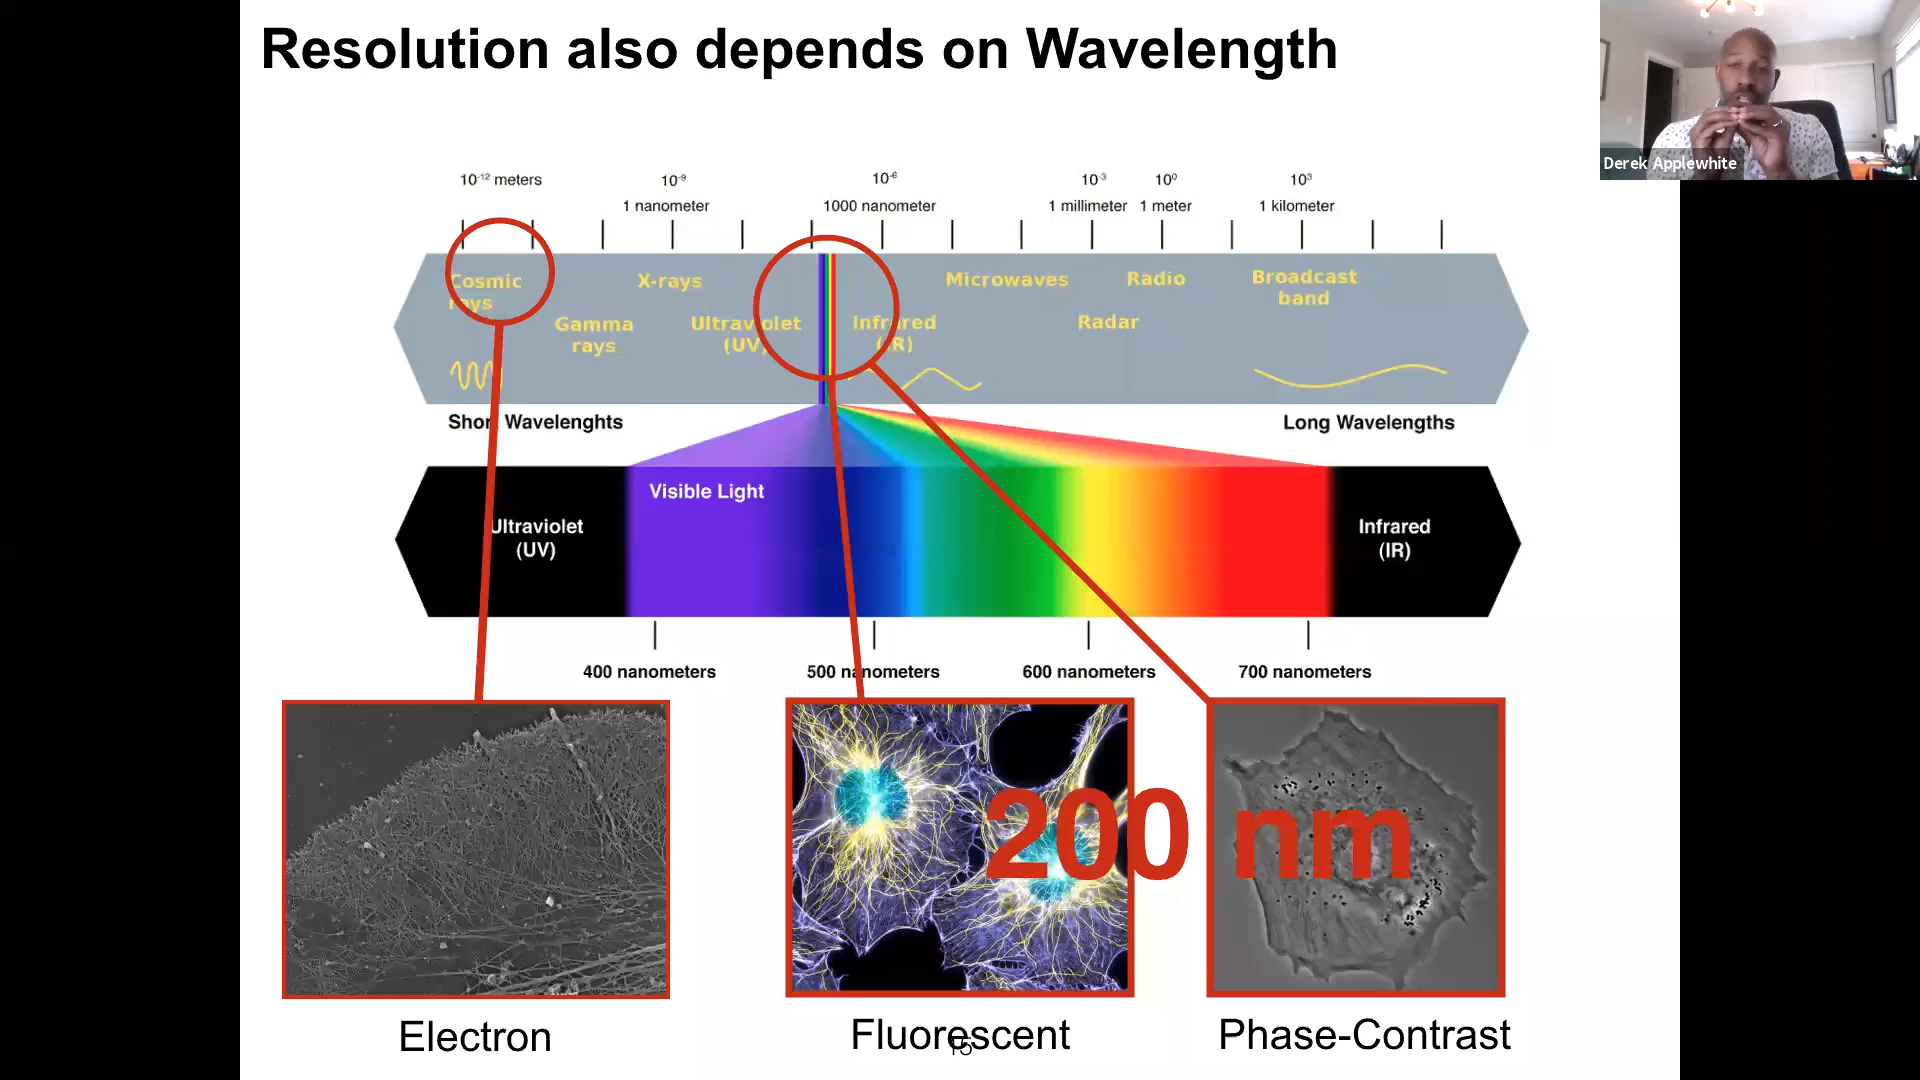 Resolution also depends on Wavelength
Derek Applewhite
10-12 meters
10-9
10-6
10-3
100
103
1 nanometer
1000 nanometer
1 millimeter
1 meter
1 kilometer
Cosmic
rays
X-rays
Microwaves
Radio
Broadcast
band
Gamma
rays
Ultraviolet
(UV)
Infrared
(IR)
Radar
Short Wavelenghts
Long Wavelengths
Visible Light
Ultraviolet
(UV)
Infrared
(IR)
400 nanometers
500 nanometers
600 nanometers
700 nanometers
200 nm
Electron
Fluorescent
Phase-Contrast
15